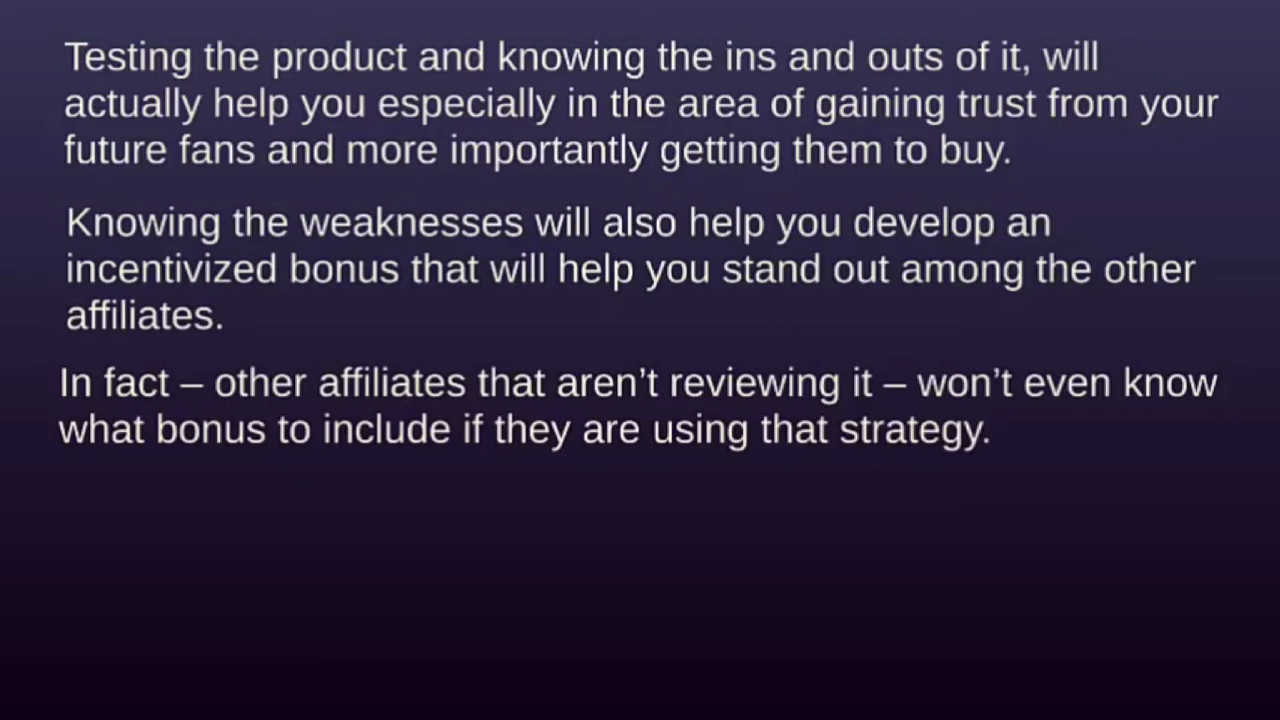 Testing the product and knowing the ins and outs of it, will
actually help you especially in the area of gaining trust from your
future fans and more importantly getting them to buy.
Knowing the weaknesses will also help you develop an
incentivized bonus that will help you stand out among the other
affiliates.
In fact – other affiliates that aren’t reviewing it – won’t even know
what bonus to include if they are using that strategy.